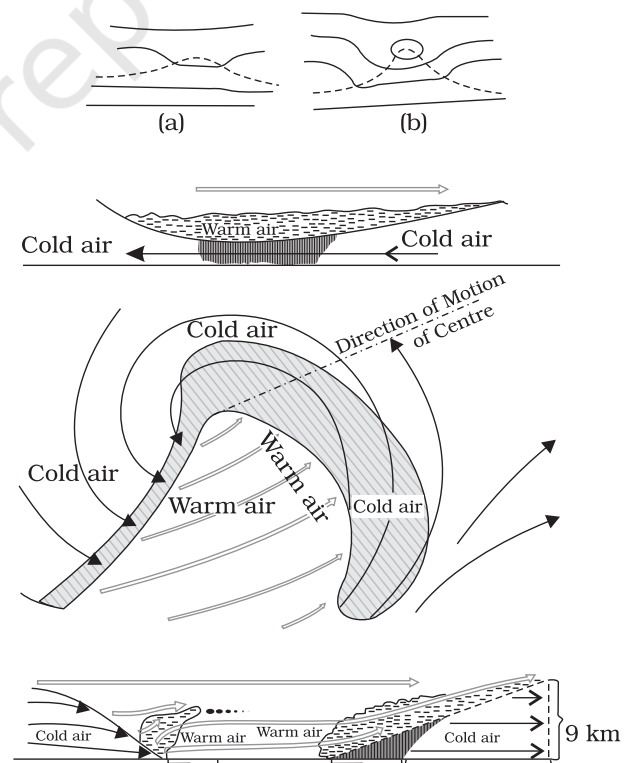 rep
(a)
(b)
Warm air
Cold air
Cold air
Direction of Motion
of Centre
Cold air
Cold air
Warm air
Warm air
Cold air
Cold air
Warm air
Warm air
Cold air
9 km